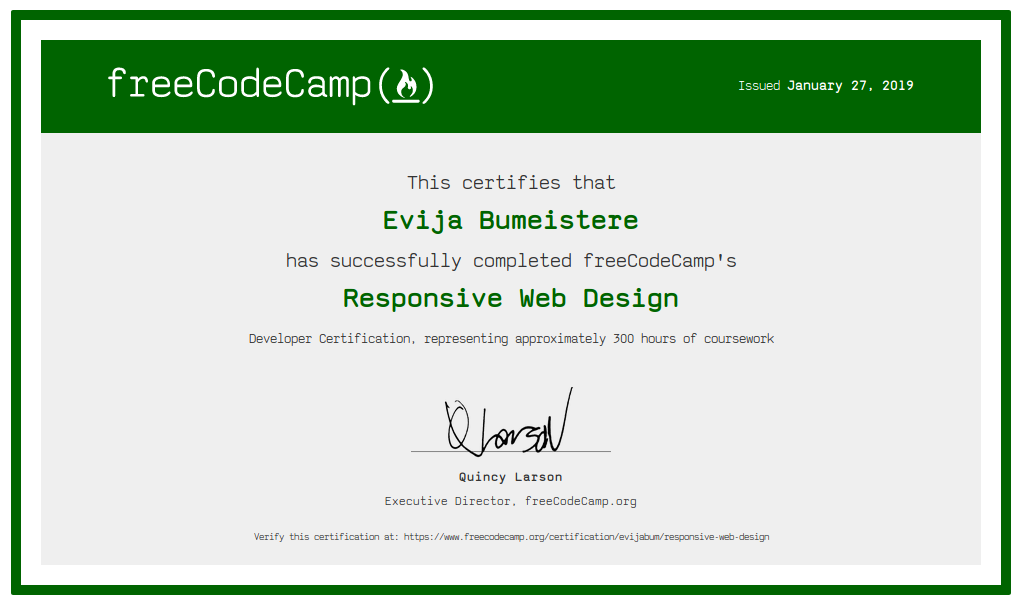 freeCodeCamp(🔥)
Issued January 27, 2019
This certifies that
Evija Bumeistere
has successfully completed freeCodeCamp's
Responsive Web Design
Developer Certification, representing approximately 300 hours of coursework
Q Larson
Quincy Larson
Executive Director, freeCodeCamp.org
Verify this certification at: https://www.freecodecamp.org/certification/evijabum/responsive-web-design